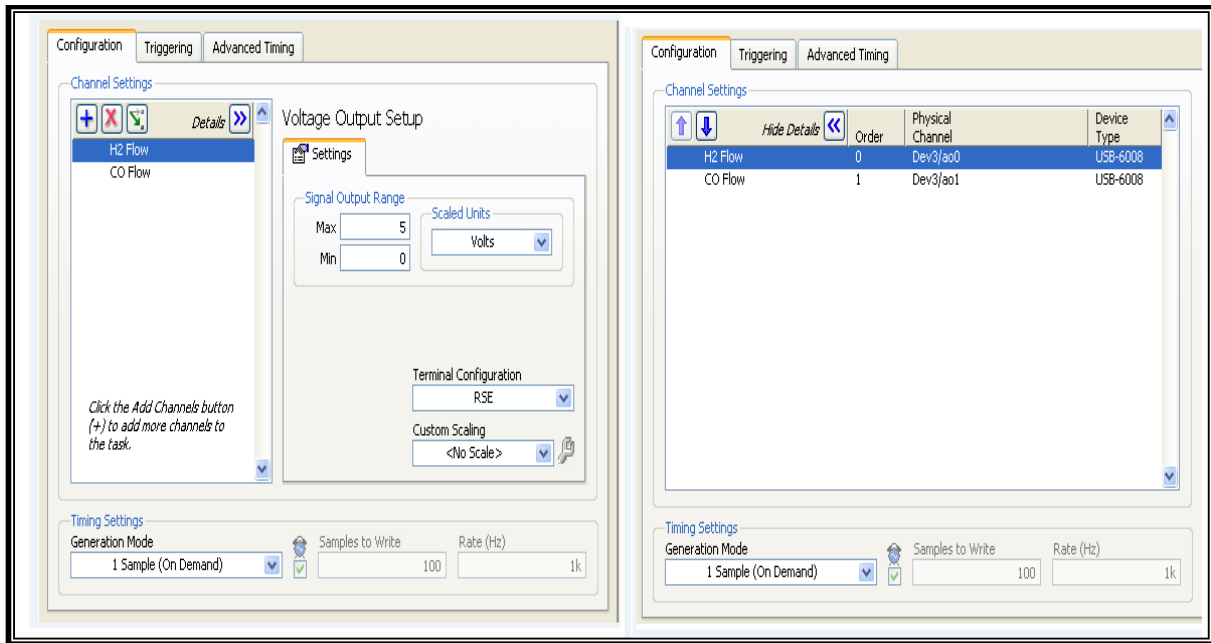 Configuration Triggering Advanced Timing
Channel Settings
Details
H2 Flow
CO Flow
Click the Add Channels button
(+) to add more channels to
the task.
Voltage Output Setup
Settings
Signal Output Range
Max 5
Min 0
Scaled Units
Volts
Terminal Configuration
RSE
Custom Scaling
<No Scale>
Timing Settings
Generation Mode
1 Sample (On Demand)
Samples to Write
100
Rate (Hz)
1k
Configuration Triggering Advanced Timing
Channel Settings
Hide Details Order Physical Channel Device Type
H2 Flow 0 Dev3/ao0 USB-6008
CO Flow 1 Dev3/ao1 USB-6008
Timing Settings
Generation Mode
1 Sample (On Demand)
Samples to Write
100
Rate (Hz)
1k